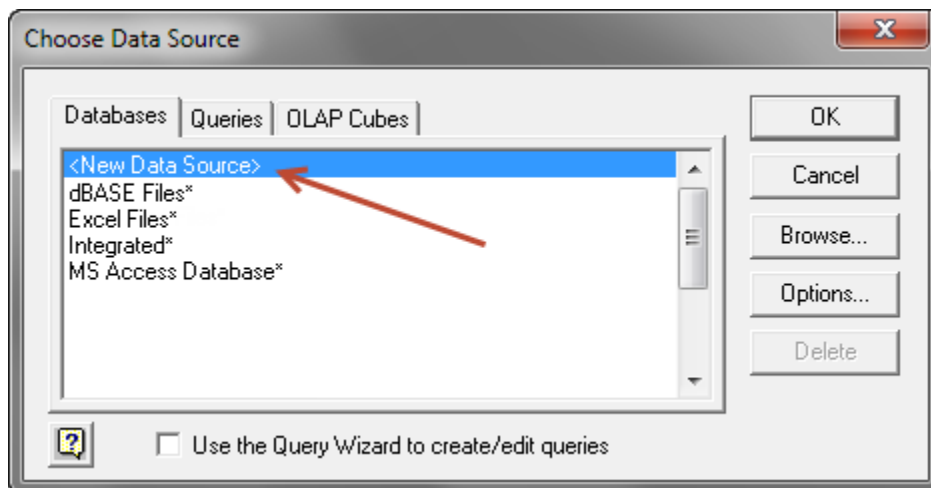 Choose Data Source
Databases Queries OLAP Cubes
<New Data Source>
dBASE Files*
Excel Files*
Integrated*
MS Access Database*
OK
Cancel
Browse...
Options...
Delete
Use the Query Wizard to create/edit queries